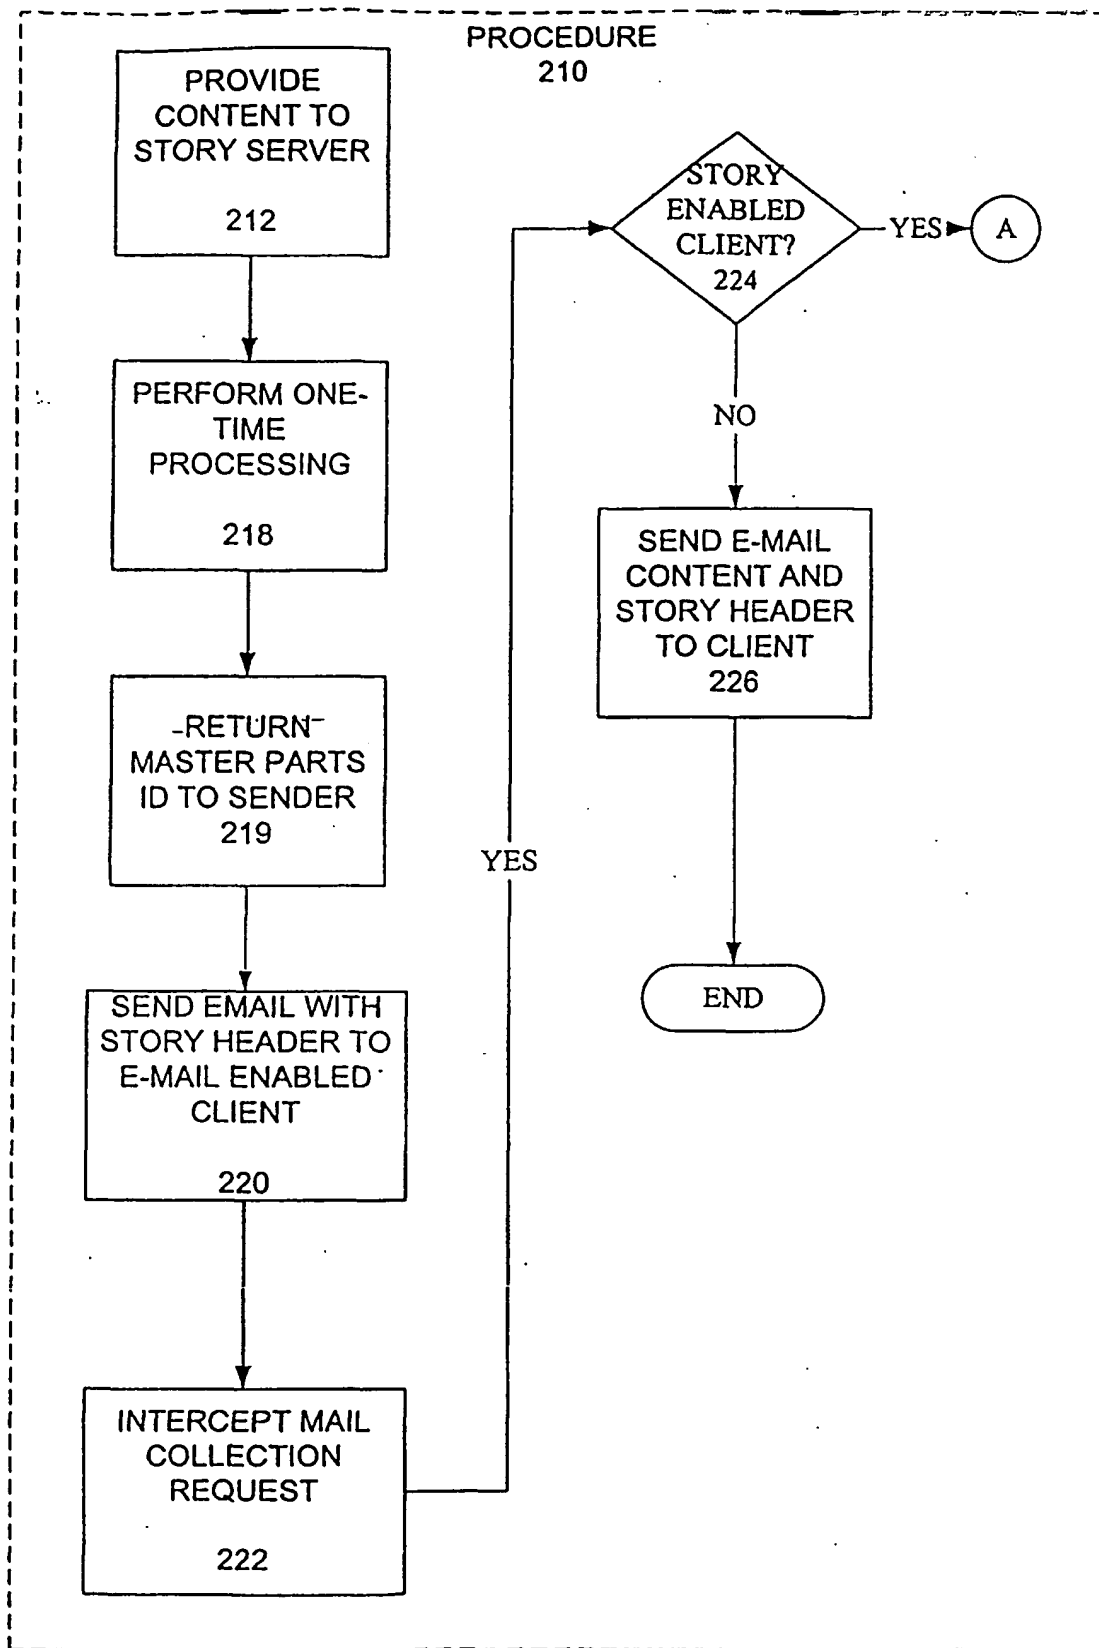 PROCEDURE
210
PROVIDE
CONTENT TO
STORY SERVER
212
PERFORM ONE-
TIME
PROCESSING
218
-RETURN-
MASTER PARTS
ID TO SENDER
219
SEND EMAIL WITH
STORY HEADER TO
E-MAIL ENABLED
CLIENT
220
INTERCEPT MAIL
COLLECTION
REQUEST
222
YES
STORY
ENABLED
CLIENT?
224
YES
A
NO
SEND E-MAIL
CONTENT AND
STORY HEADER
TO CLIENT
226
END